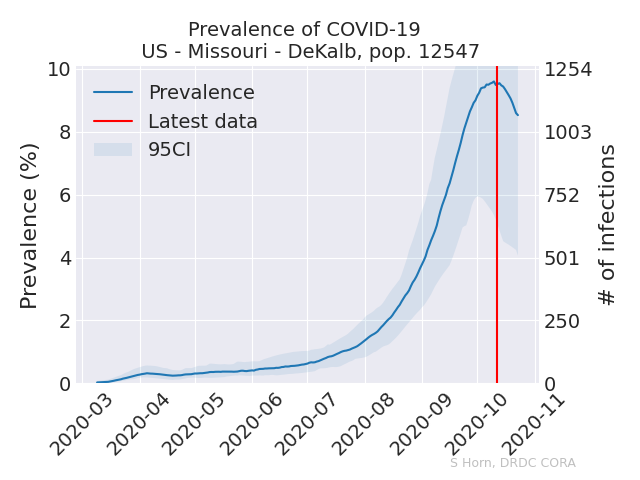 Prevalence of COVID-19
US - Missouri - DeKalb, pop. 12547
Prevalence
Latest data
95CI
Prevalence (%)
10
8
6
4
2
0
1254
1003
752
501
250
0
# of infections
2020-03
2020-04
2020-05
2020-06
2020-07
2020-08
2020-09
2020-10
2020-11
S Horn, DRDC CORA